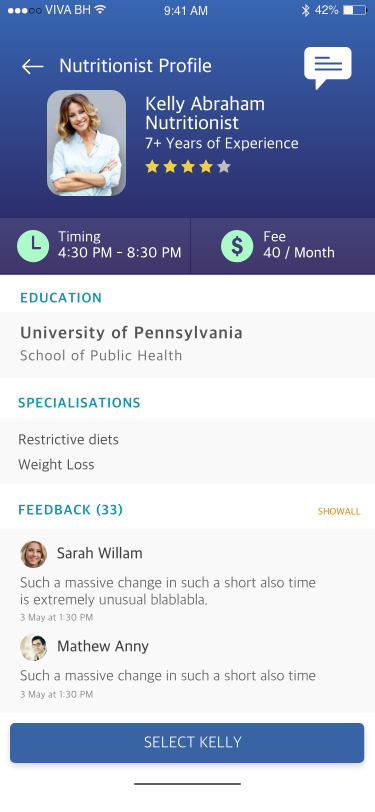 VIVA BH 9:41 AM 42%
Nutritionist Profile
Kelly Abraham
Nutritionist
7+ Years of Experience
Timing
4:30 PM - 8:30 PM
$
Fee
40 / Month
EDUCATION
University of Pennsylvania
School of Public Health
SPECIALISATIONS
Restrictive diets
Weight Loss
FEEDBACK (33) SHOWALL
Sarah Willam
Such a massive change in such a short also time
is extremely unusual blablabla.
3 May at 1:30 PM
Mathew Anny
Such a massive change in such a short also time
3 May at 1:30 PM
SELECT KELLY